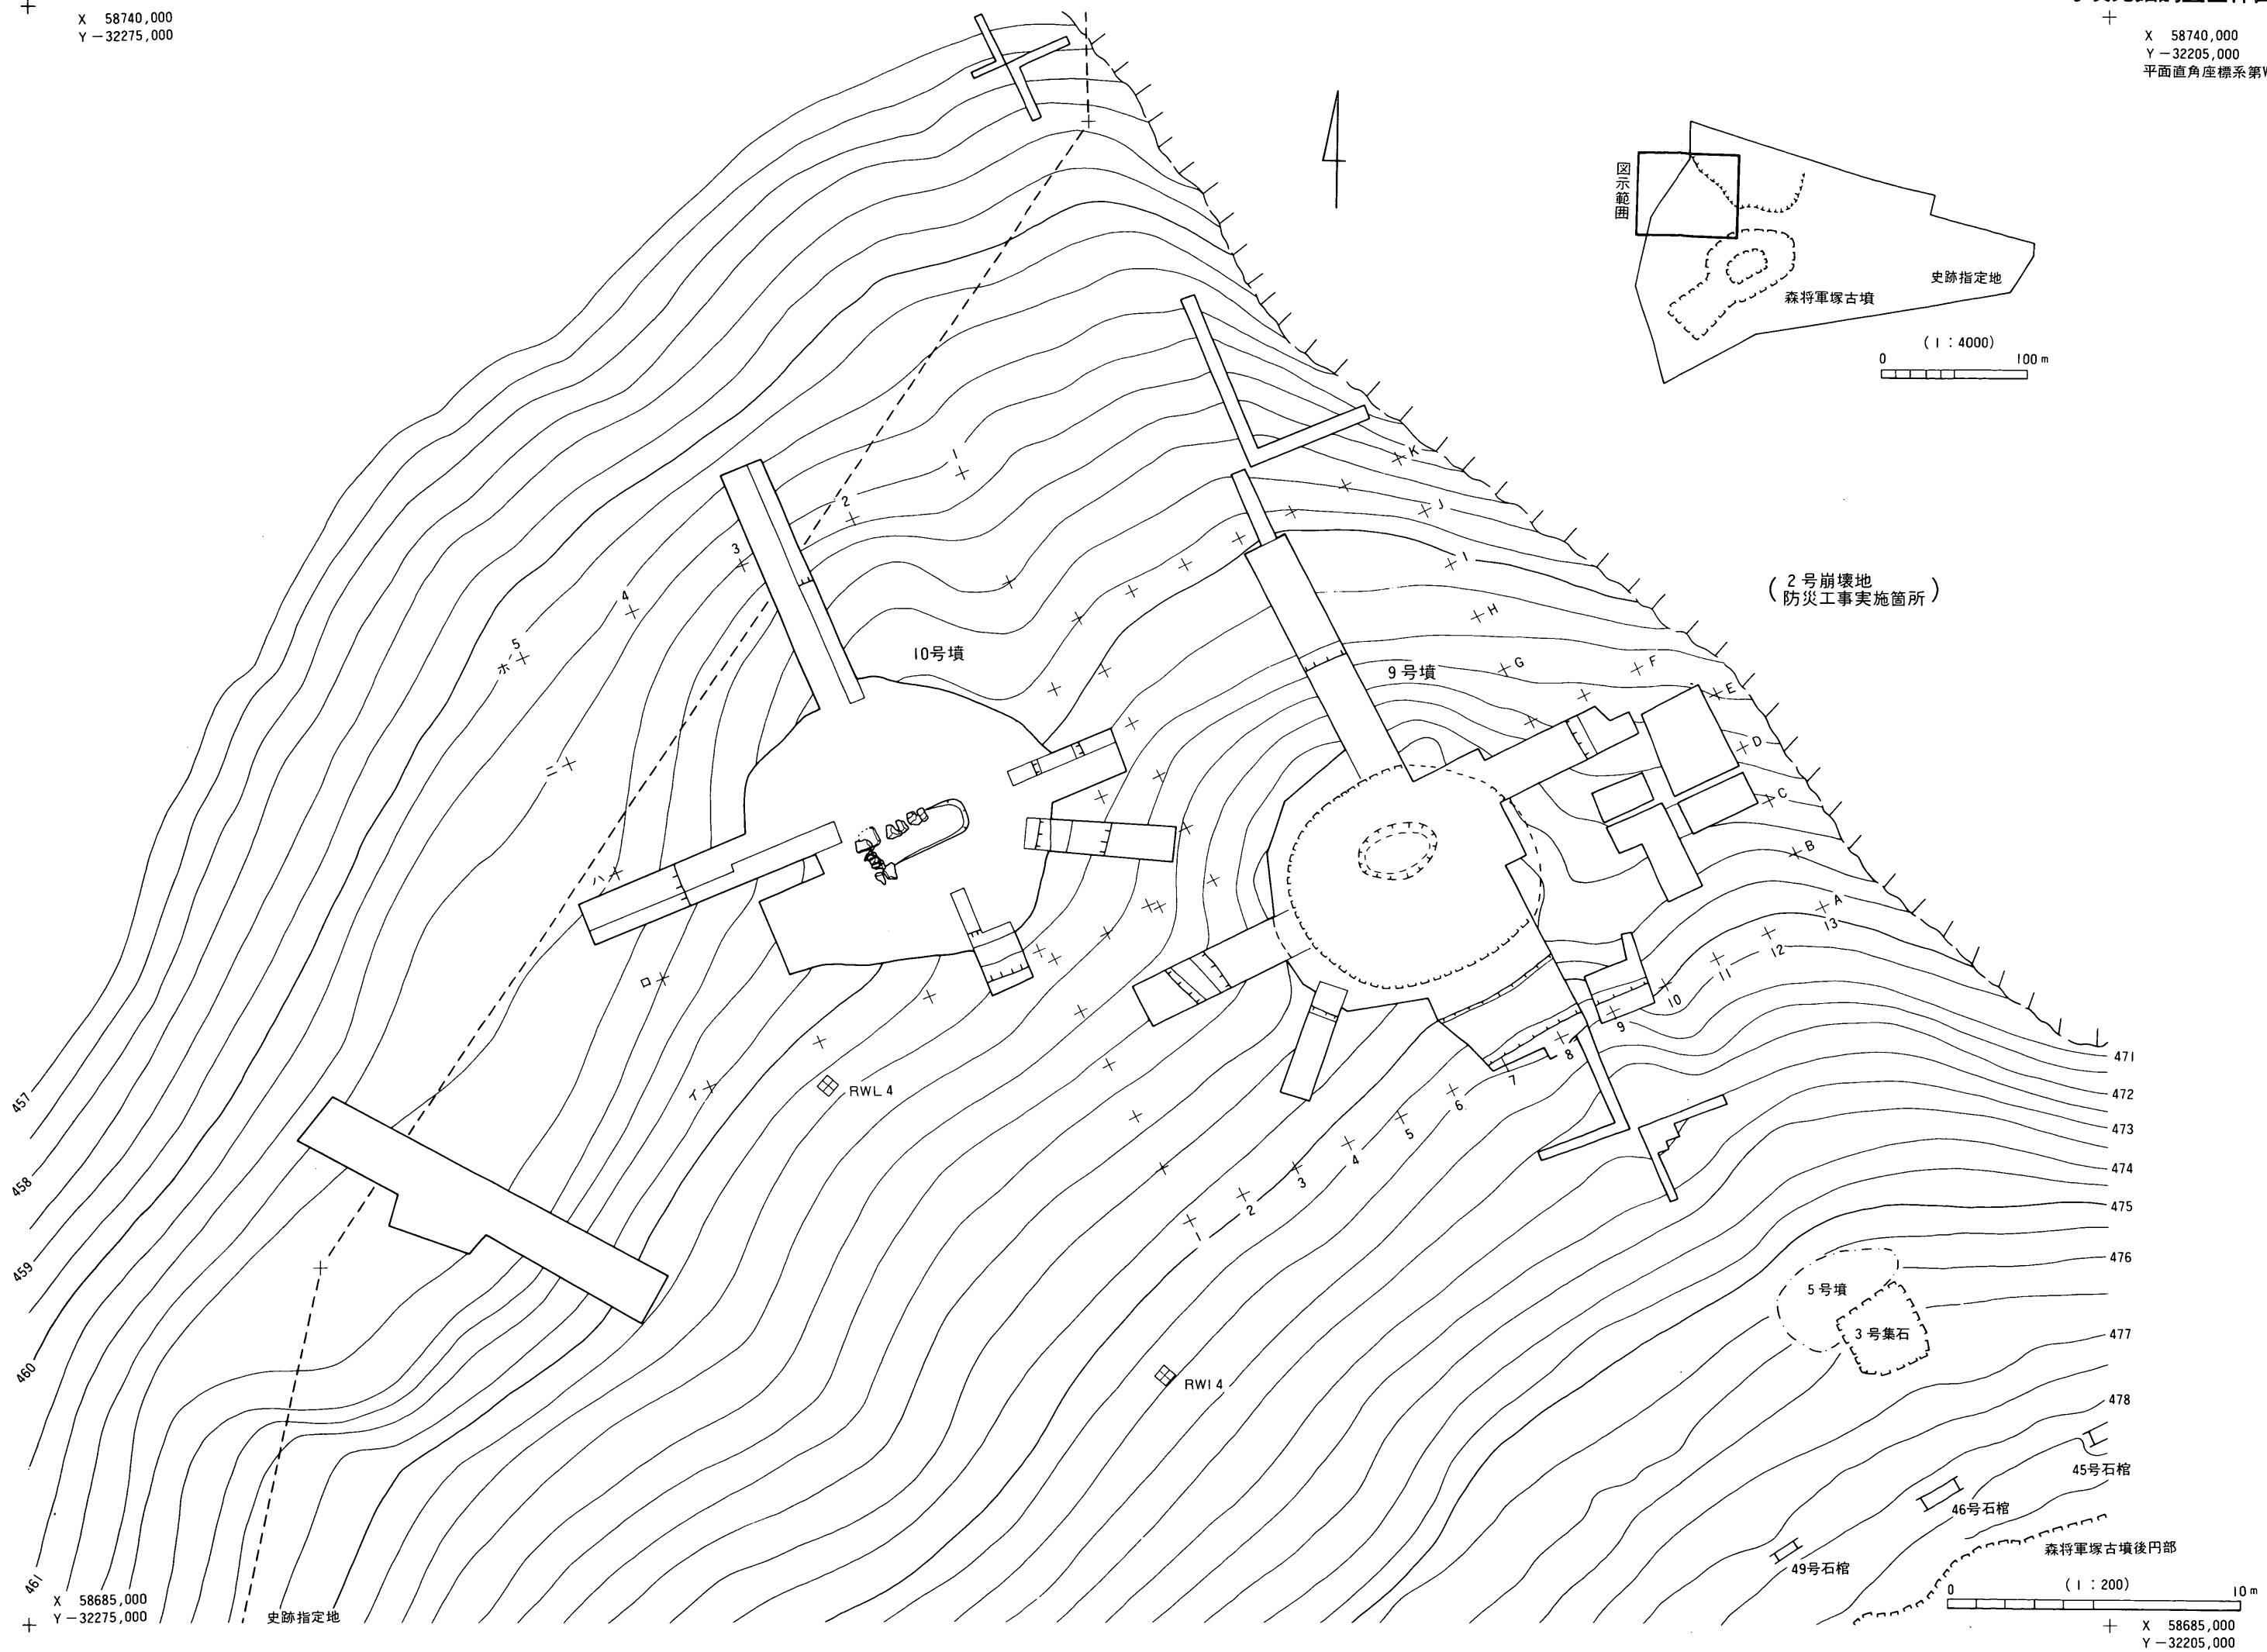 X 58740,000
Y −32275,000
X 58740,000
Y −32205,000
平面直角座標系第
図示範囲
史跡指定地
森将軍塚古墳
(1:4000)
0 100m
K
J
I
H
G
F
E
D
C
B
A
1
2
3
4
5
ホ
ニ
ハ
ロ
イ
10号墳
9号墳
(2号崩壊地
防災工事実施箇所)
13
12
11
10
9
8
7
6
5
4
3
2
1
RWL 4
RWI 4
457
458
459
460
461
471
472
473
474
475
476
477
478
5号墳
3号集石
45号石棺
46号石棺
49号石棺
森将軍塚古墳後円部
(1:200)
0 10m
X 58685,000
Y −32275,000
史跡指定地
X 58685,000
Y −32205,000